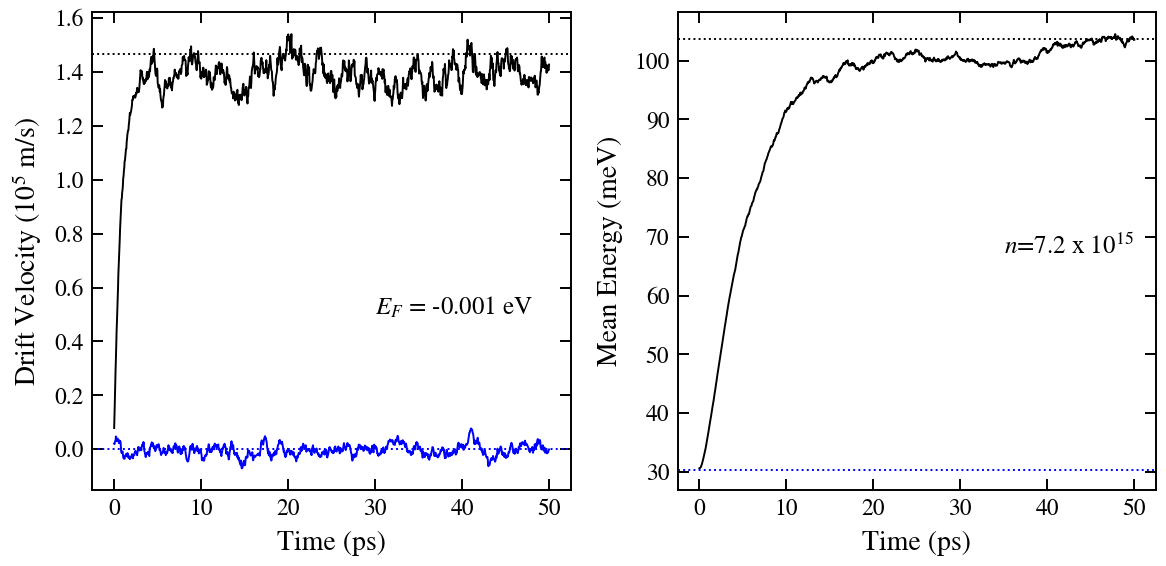 1.6
1.4
1.2
1.0
0.8
0.6
0.4
0.2
0.0
Drift Velocity (10⁵ m/s)
E_F = -0.001 eV
0 10 20 30 40 50
Time (ps)
100
90
80
70
60
50
40
30
Mean Energy (meV)
n=7.2 x 10¹⁵
0 10 20 30 40 50
Time (ps)